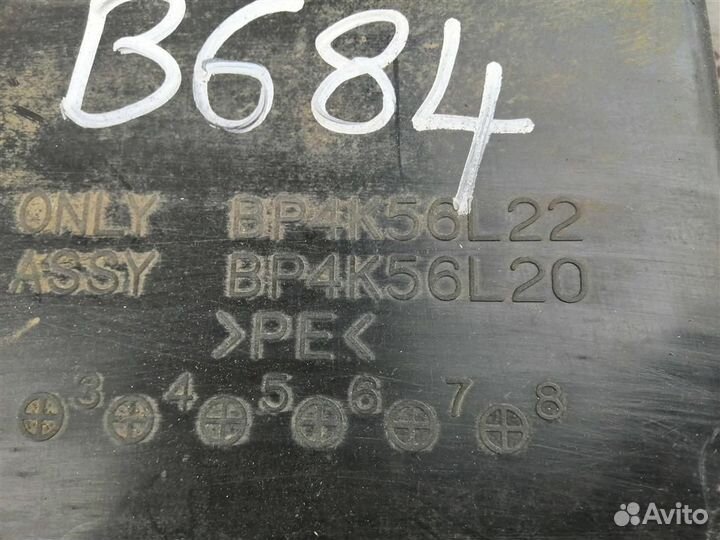 B684
ONLY BP4K56L22
ASSY BP4K56L20
>PE<
3 4 5 6 7 8
Avito